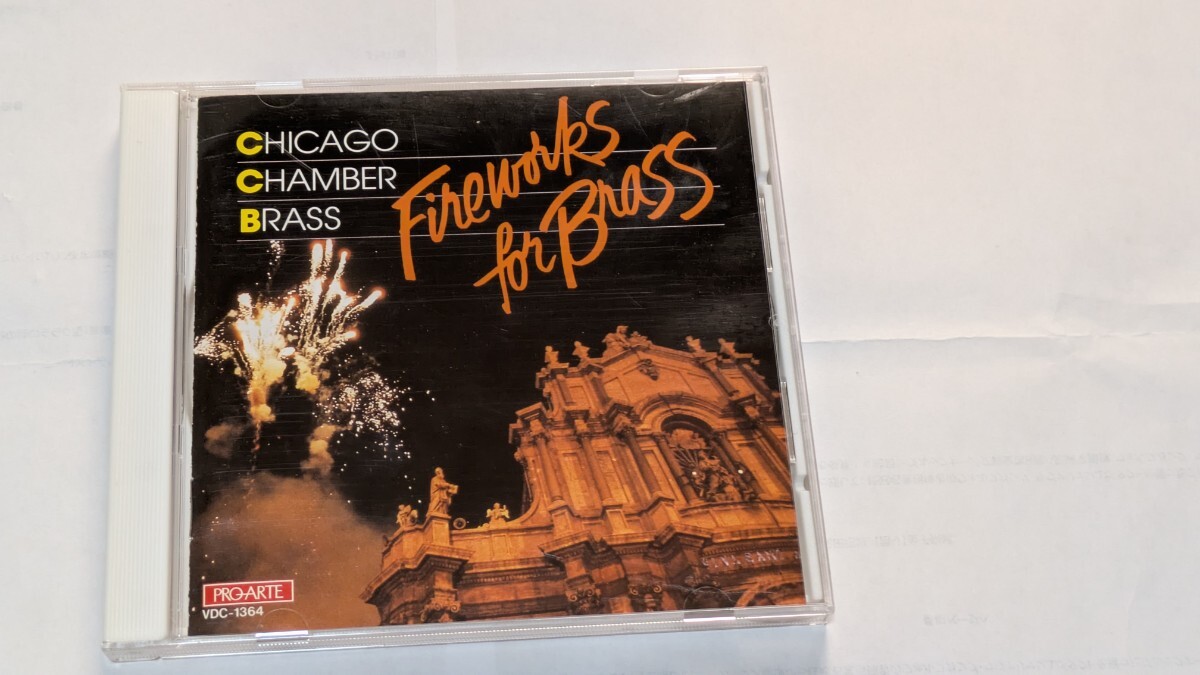 CHICAGO
CHAMBER
BRASS
Fireworks
for Brass
PRO ARTE
VDC-1364